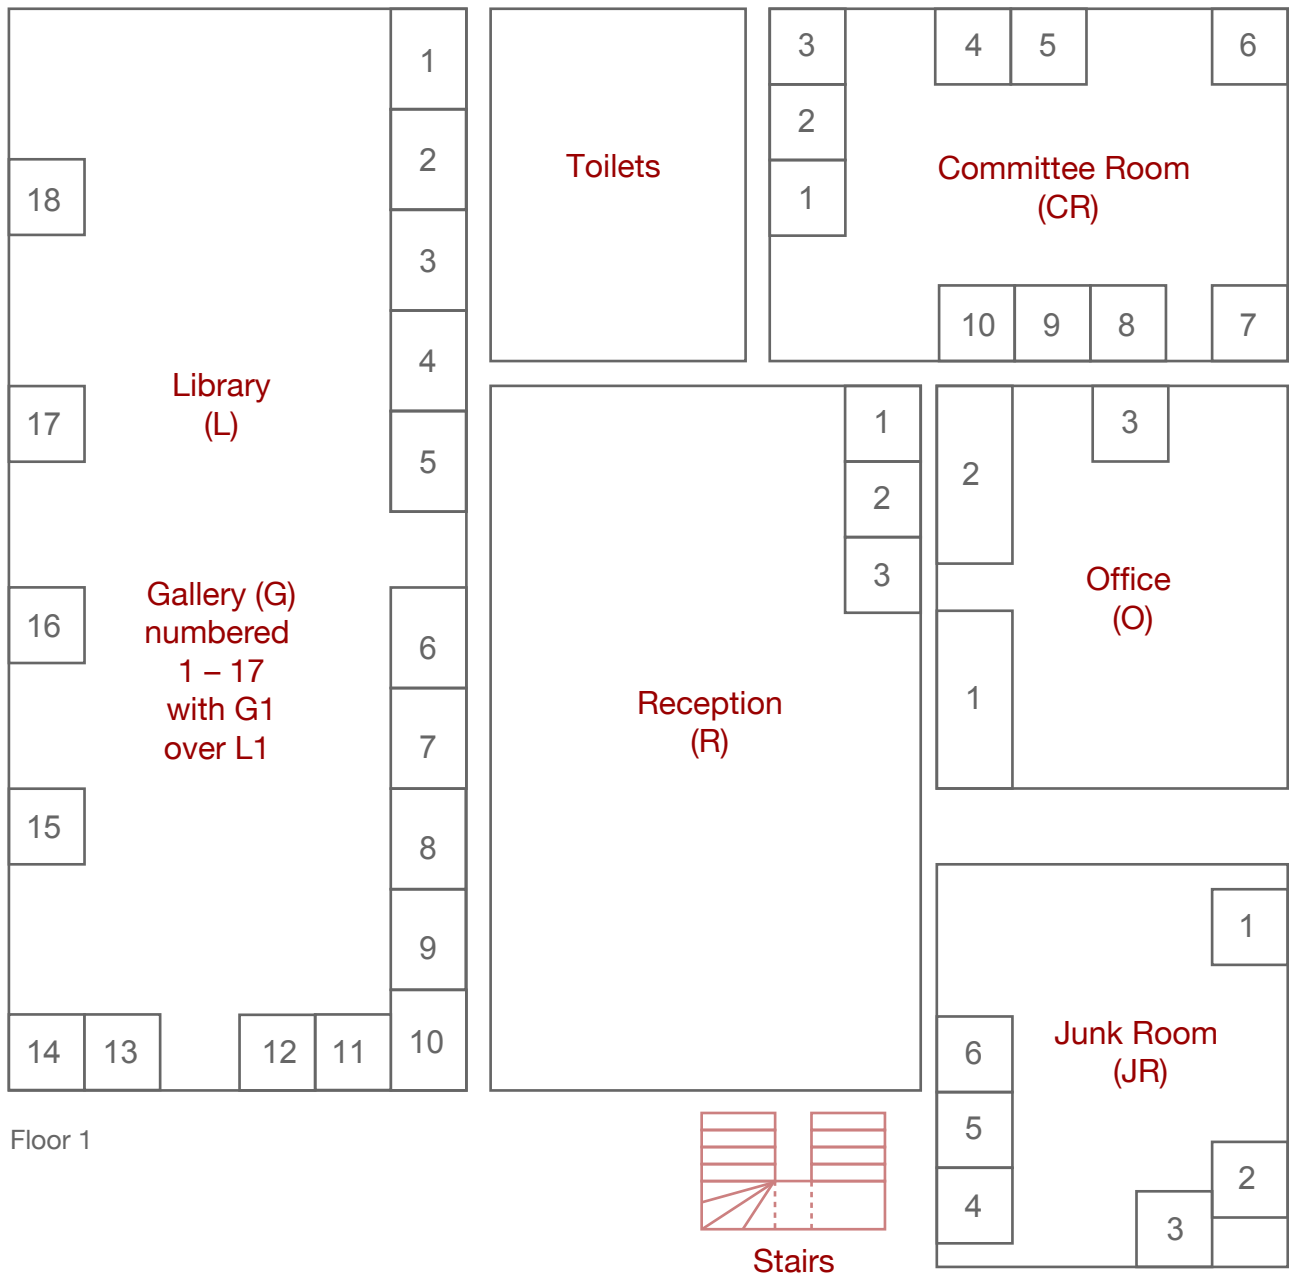 1
2
3
4
5
6
7
8
9
10
11
12
13
14
15
16
17
18
Library
(L)
Gallery (G)
numbered
1 – 17
with G1
over L1
Toilets
3
2
1
4
5
6
Committee Room
(CR)
10
9
8
7
1
2
3
Reception
(R)
2
3
1
Office
(O)
1
Junk Room
(JR)
6
5
4
2
3
Floor 1
Stairs